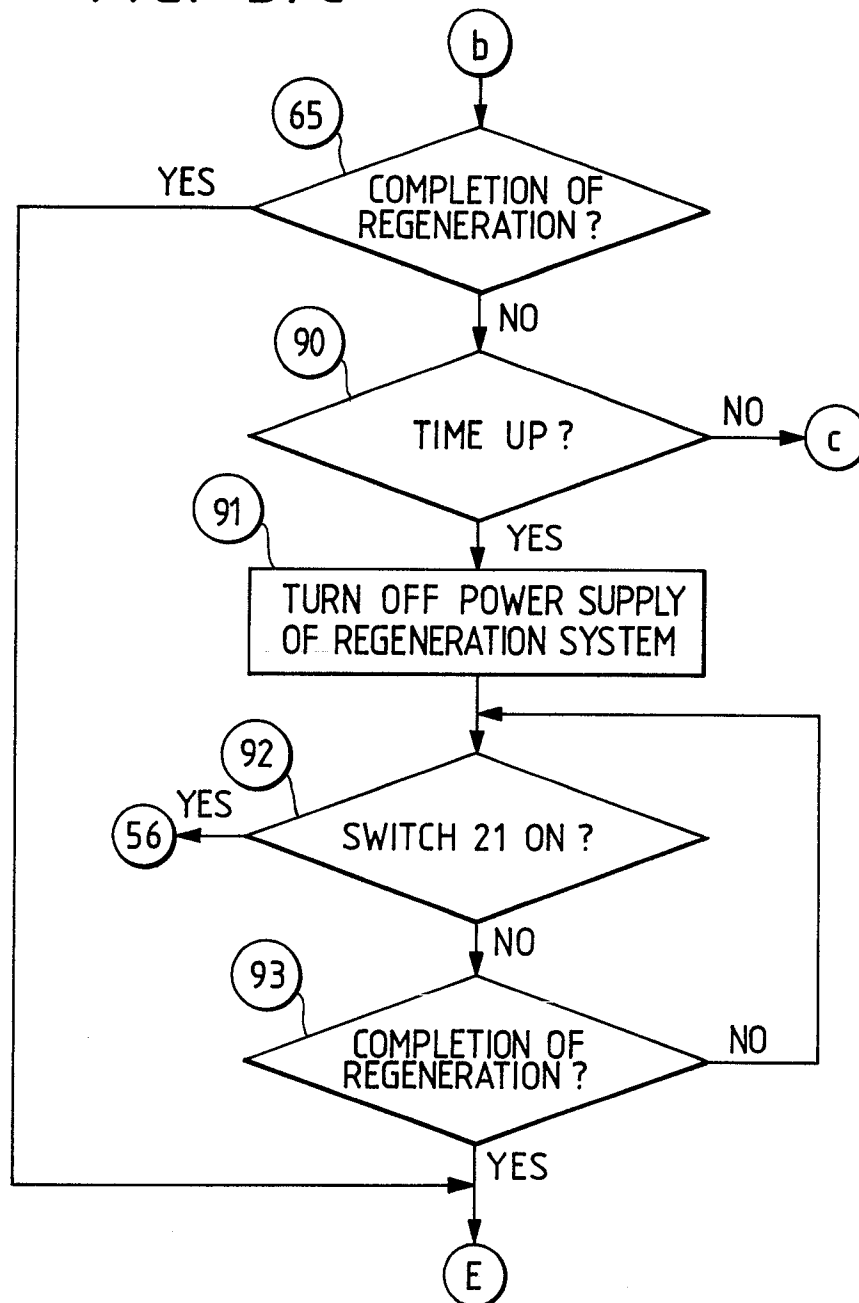 b
65
YES
COMPLETION OF
REGENERATION ?
NO
90
TIME UP ?
NO
c
91
YES
TURN OFF POWER SUPPLY
OF REGENERATION SYSTEM
92
YES
56
SWITCH 21 ON ?
NO
93
COMPLETION OF
REGENERATION ?
NO
YES
E